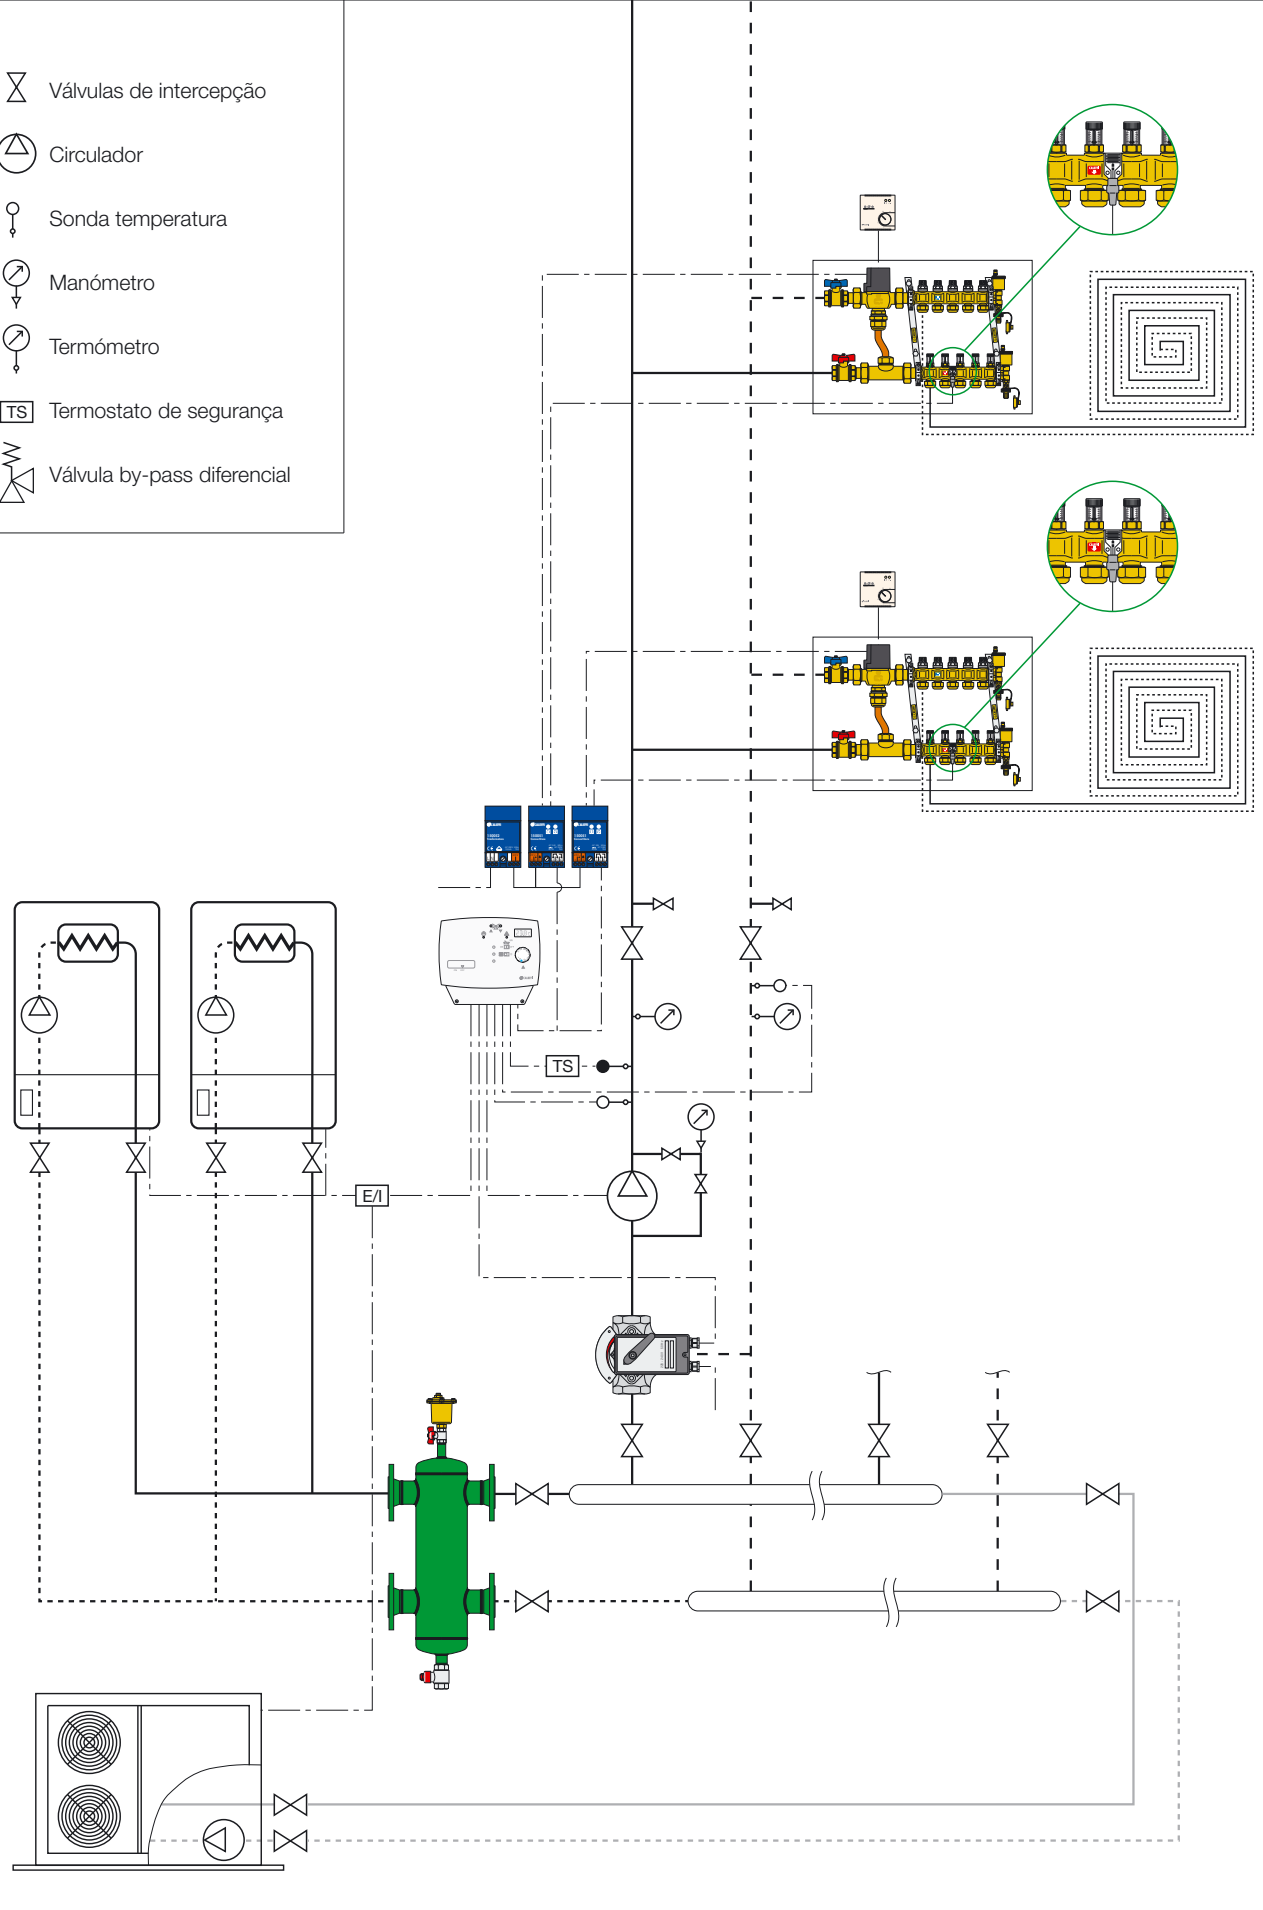 Válvulas de intercepção
Circulador
Sonda temperatura
Manómetro
Termómetro
TS Termostato de segurança
Válvula by-pass diferencial
TS
E/I